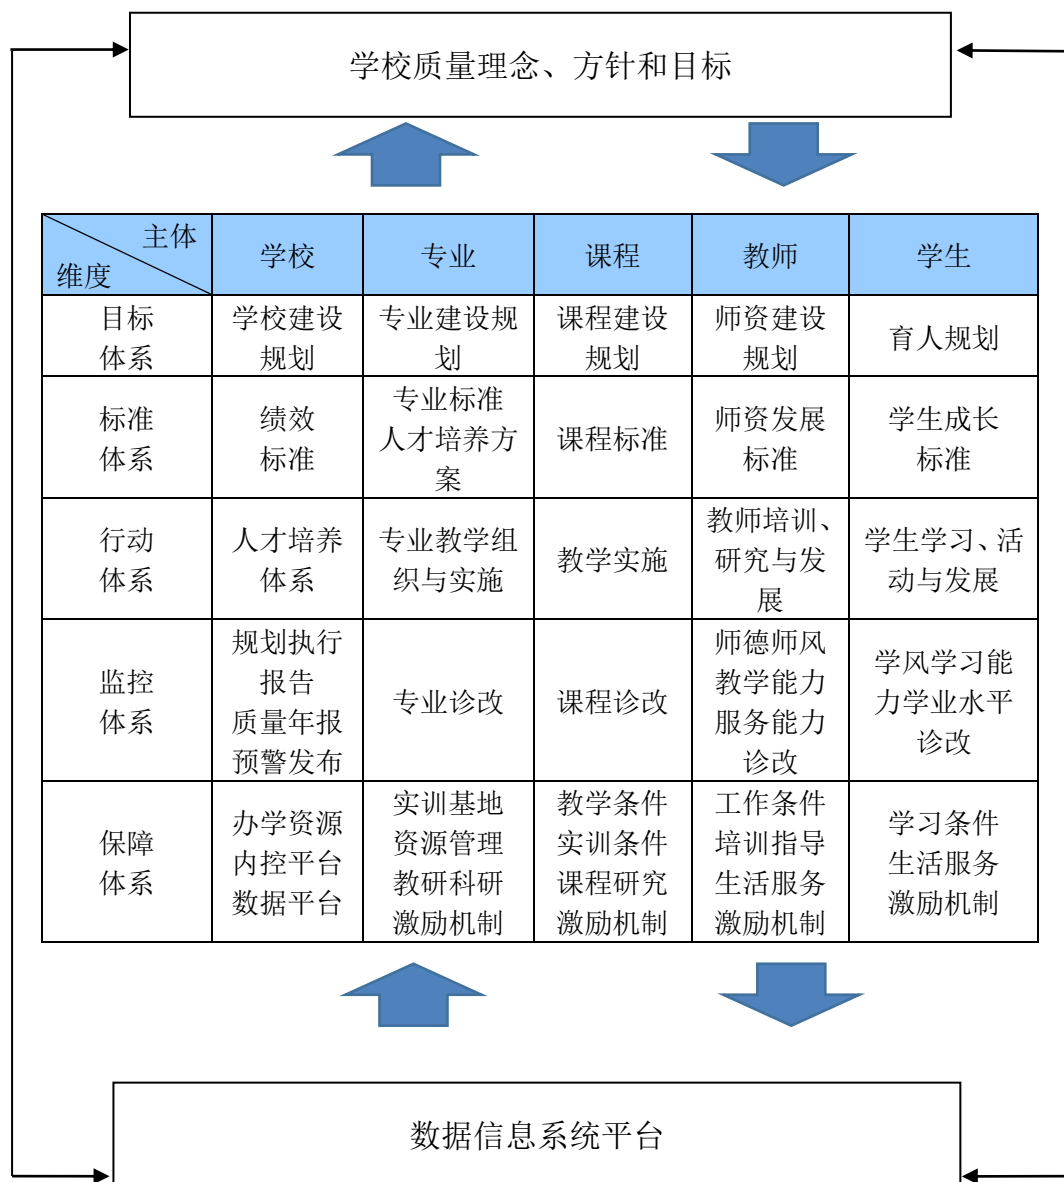 学校质量理念、方针和目标
主体
维度
学校
专业
课程
教师
学生
目标
体系
学校建设
规划
专业建设规
划
课程建设
规划
师资建设
规划
育人规划
标准
体系
绩效
标准
专业标准
人才培养方
案
课程标准
师资发展
标准
学生成长
标准
行动
体系
人才培养
体系
专业教学组
织与实施
教学实施
教师培训、
研究与发
展
学生学习、活
动与发展
监控
体系
规划执行
报告
质量年报
预警发布
专业诊改
课程诊改
师德师风
教学能力
服务能力
诊改
学风学习能
力学业水平
诊改
保障
体系
办学资源
内控平台
数据平台
实训基地
资源管理
教研科研
激励机制
教学条件
实训条件
课程研究
激励机制
工作条件
培训指导
生活服务
激励机制
学习条件
生活服务
激励机制
数据信息系统平台